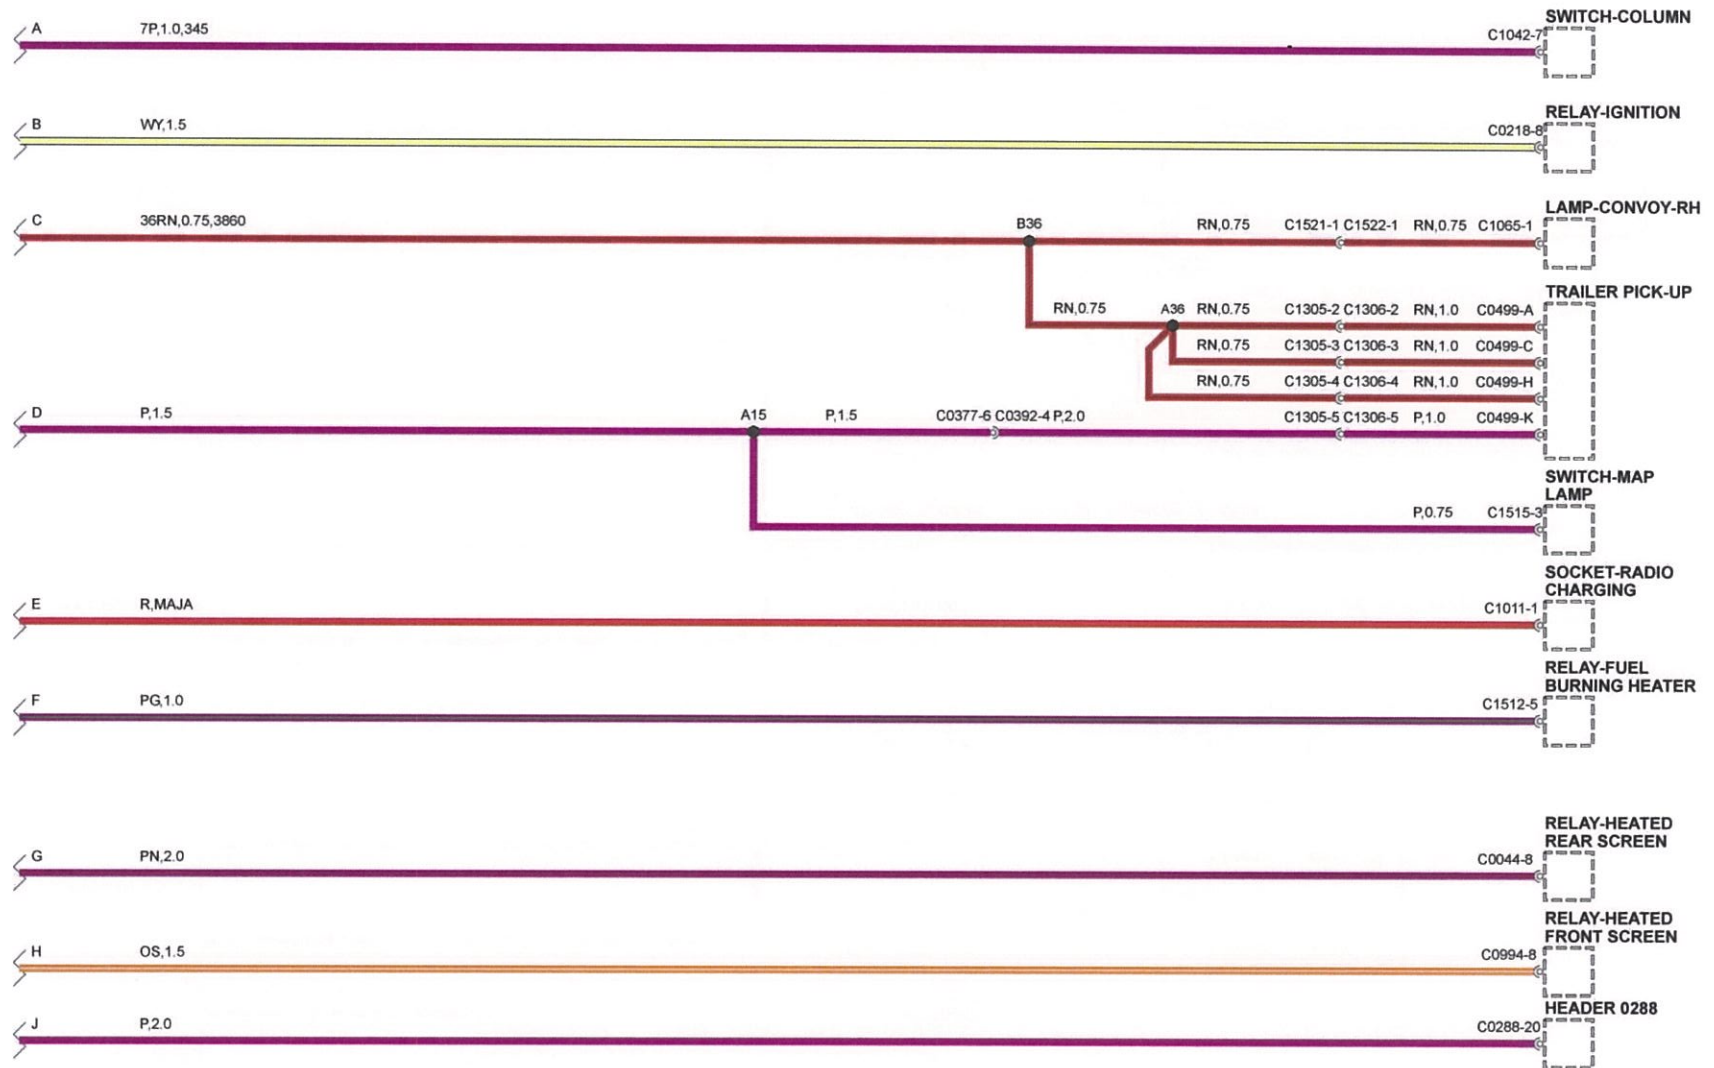 SWITCH-COLUMN
A 7P,1.0,345 C1042-7
RELAY-IGNITION
B WY,1.5 C0218-8
LAMP-CONVOY-RH
C 36RN,0.75,3860 B36 RN,0.75 C1521-1 C1522-1 RN,0.75 C1065-1
TRAILER PICK-UP
RN,0.75 A36 RN,0.75 C1305-2 C1306-2 RN,1.0 C0499-A
RN,0.75 C1305-3 C1306-3 RN,1.0 C0499-C
RN,0.75 C1305-4 C1306-4 RN,1.0 C0499-H
D P,1.5 A15 P,1.5 C0377-6 C0392-4 P,2.0 C1305-5 C1306-5 P,1.0 C0499-K
SWITCH-MAP
LAMP
P,0.75 C1515-3
SOCKET-RADIO
CHARGING
E R,MAJA C1011-1
RELAY-FUEL
BURNING HEATER
F PG,1.0 C1512-5
RELAY-HEATED
REAR SCREEN
G PN,2.0 C0044-8
RELAY-HEATED
FRONT SCREEN
H OS,1.5 C0994-8
HEADER 0288
J P,2.0 C0288-20